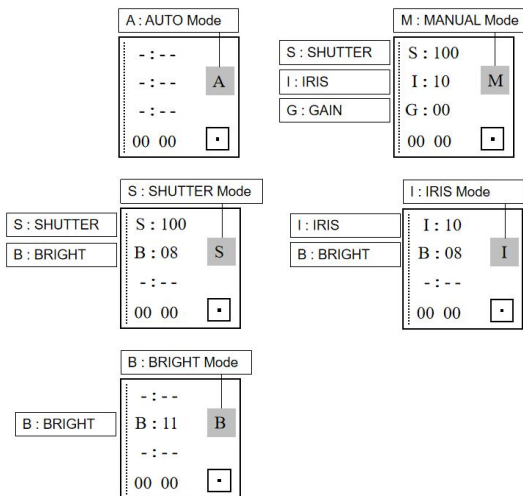 A : AUTO Mode
- : - -
- : - -
A
- : - -
00 00
M : MANUAL Mode
S : SHUTTER
S : 100
I : IRIS
I : 10
M
G : GAIN
G : 00
00 00
S : SHUTTER Mode
S : SHUTTER
S : 100
B : BRIGHT
B : 08
S
- : - -
00 00
I : IRIS Mode
I : IRIS
I : 10
B : BRIGHT
B : 08
I
- : - -
00 00
B : BRIGHT Mode
- : - -
B : BRIGHT
B : 11
B
- : - -
00 00